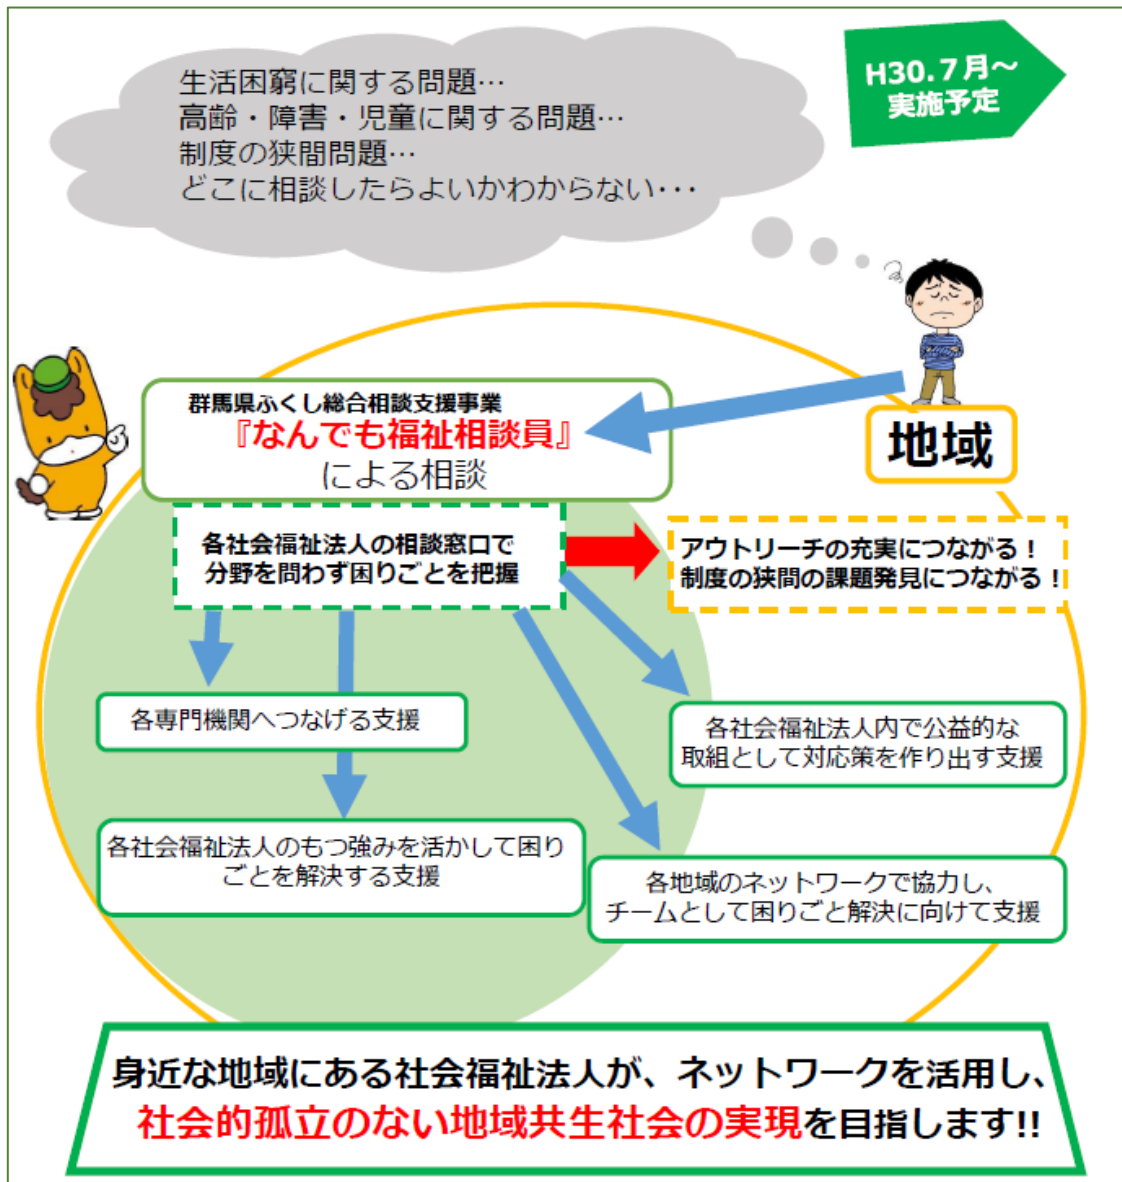 生活困窮に関する問題…
高齢・障害・児童に関する問題…
制度の狭間問題…
どこに相談したらよいかわからない・・・
H30.７月～
実施予定
群馬県ふくし総合相談支援事業
『なんでも福祉相談員』
による相談
地域
各社会福祉法人の相談窓口で
分野を問わず困りごとを把握
アウトリーチの充実につながる！
制度の狭間の課題発見につながる！
各専門機関へつなげる支援
各社会福祉法人内で公益的な
取組として対応策を作り出す支援
各社会福祉法人のもつ強みを活かして困り
ごとを解決する支援
各地域のネットワークで協力し、
チームとして困りごと解決に向けて支援
身近な地域にある社会福祉法人が、ネットワークを活用し、
社会的孤立のない地域共生社会の実現を目指します!!